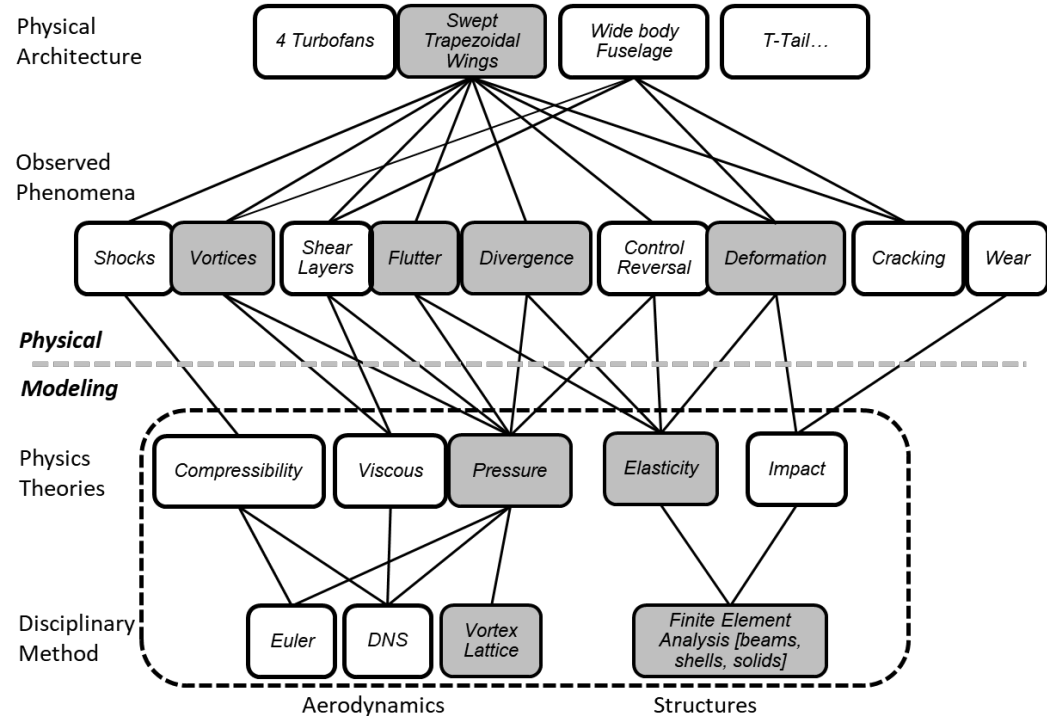 Physical
Architecture
4 Turbofans
Swept
Trapezoidal
Wings
Wide body
Fuselage
T-Tail…
Observed
Phenomena
Shocks
Vortices
Shear
Layers
Flutter
Divergence
Control
Reversal
Deformation
Cracking
Wear
Physical
Modeling
Physics
Theories
Compressibility
Viscous
Pressure
Elasticity
Impact
Disciplinary
Method
Euler
DNS
Vortex
Lattice
Finite Element
Analysis [beams,
shells, solids]
Aerodynamics
Structures